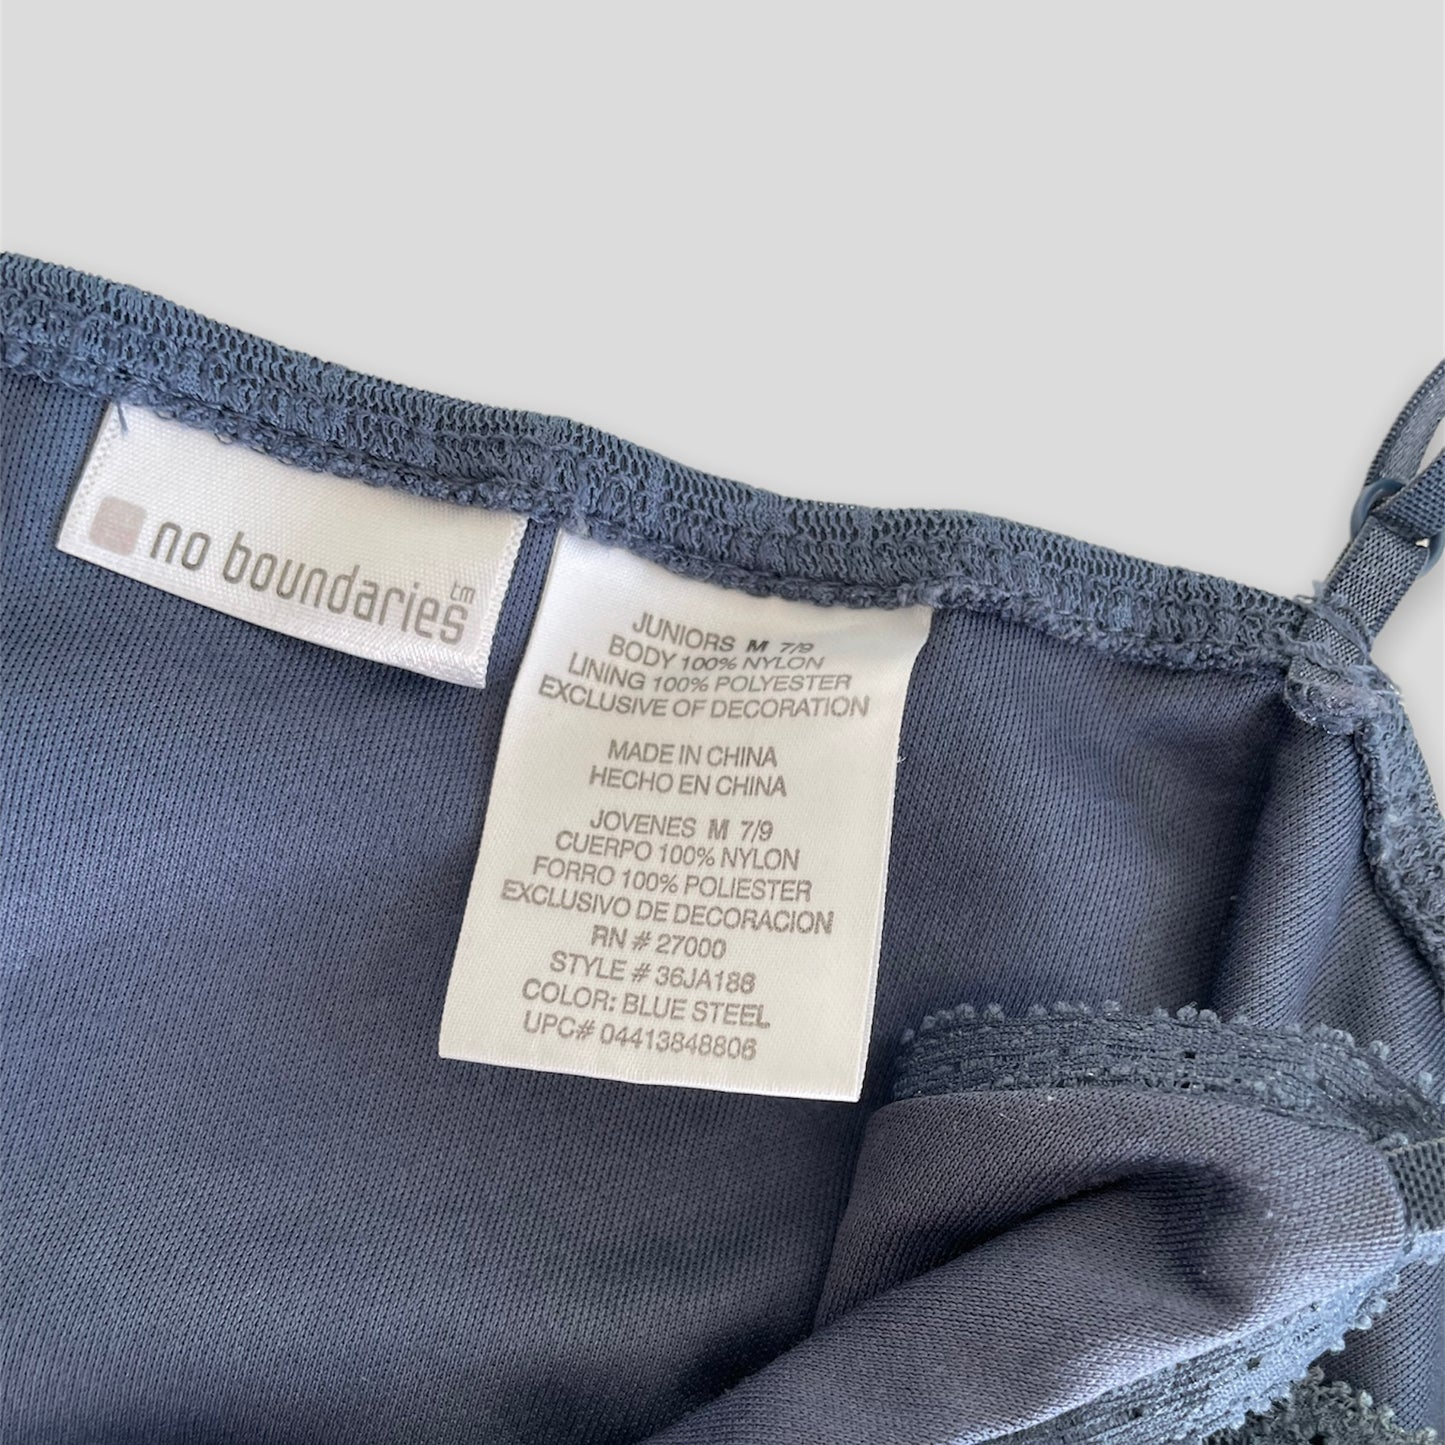 no boundaries tm
JUNIORS M 7/9
BODY 100% NYLON
LINING 100% POLYESTER
EXCLUSIVE OF DECORATION
MADE IN CHINA
HECHO EN CHINA
JOVENES M 7/9
CUERPO 100% NYLON
FORRO 100% POLIESTER
EXCLUSIVO DE DECORACION
RN # 27000
STYLE # 36JA188
COLOR: BLUE STEEL
UPC# 04413848806